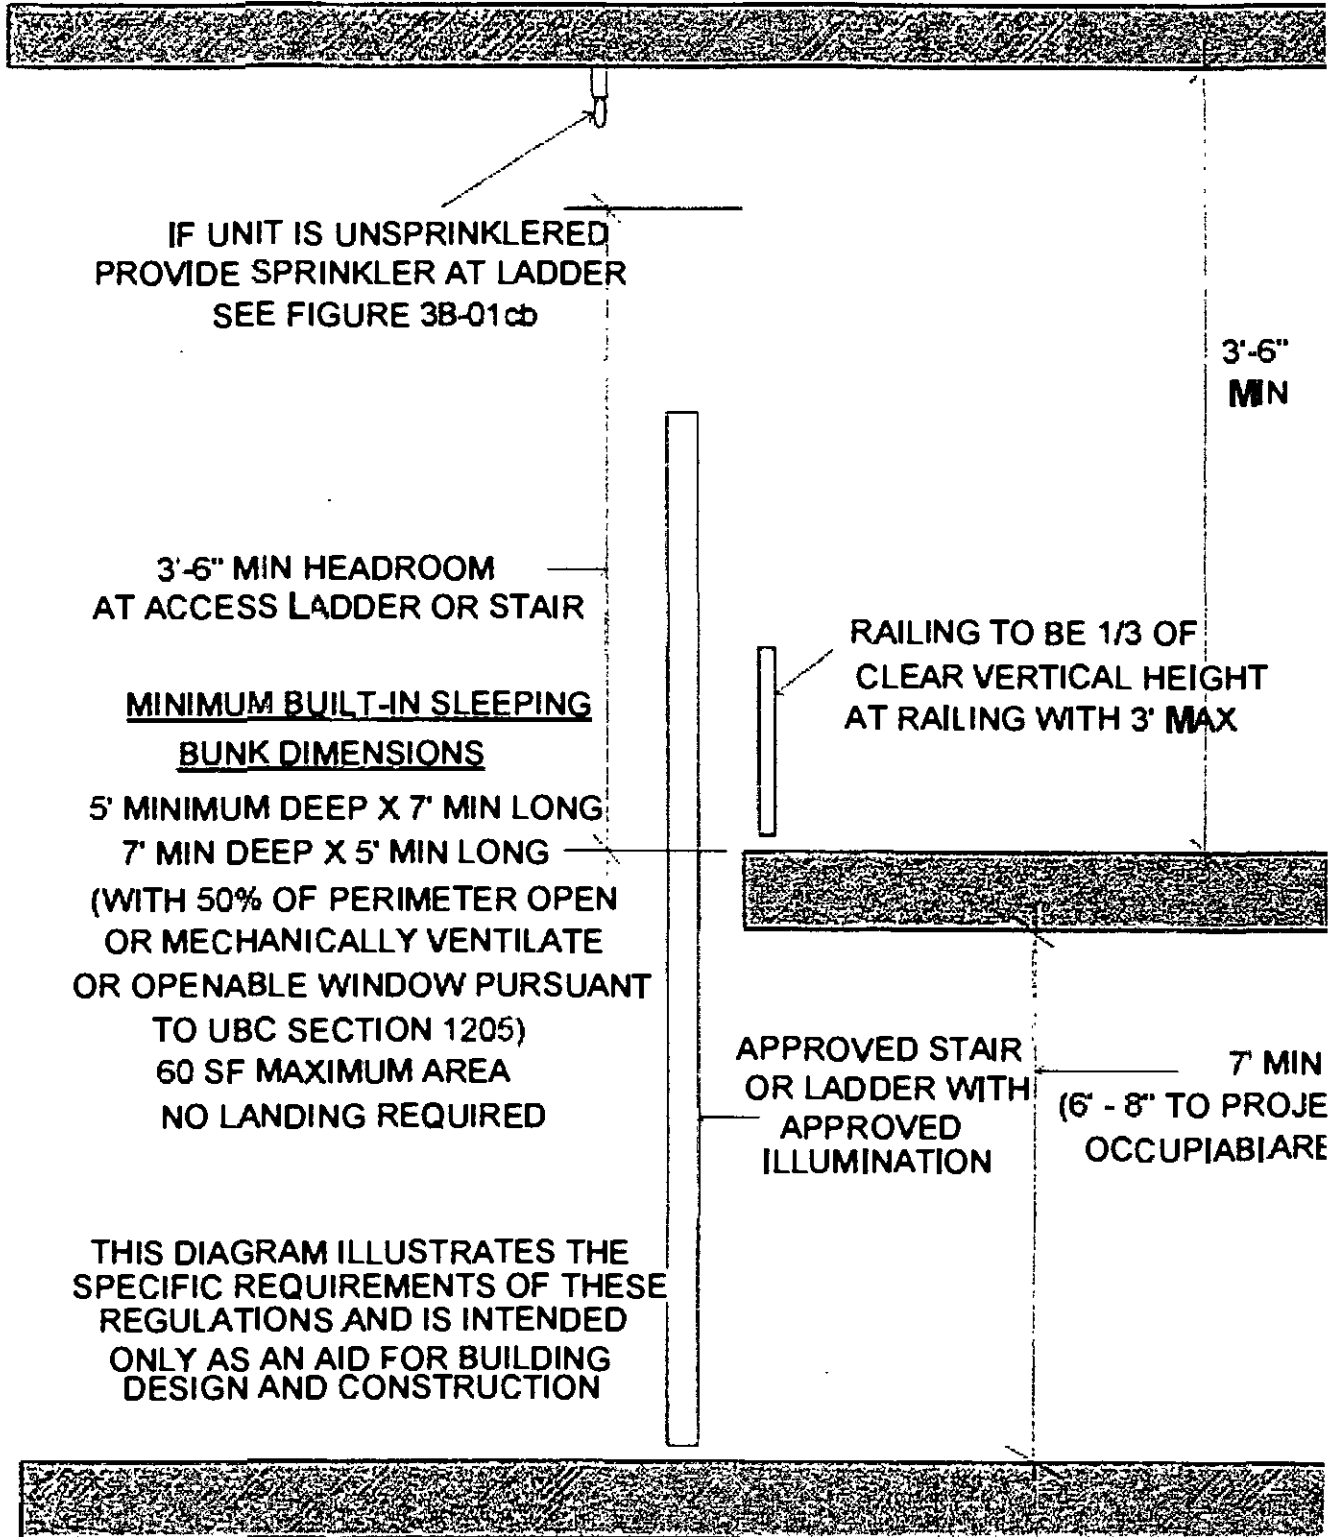 IF UNIT IS UNSPRINKLERED
PROVIDE SPRINKLER AT LADDER
SEE FIGURE 3B-01cb
3'-6"
MIN
3'-6" MIN HEADROOM
AT ACCESS LADDER OR STAIR
RAILING TO BE 1/3 OF
CLEAR VERTICAL HEIGHT
AT RAILING WITH 3' MAX
MINIMUM BUILT-IN SLEEPING
BUNK DIMENSIONS
5' MINIMUM DEEP X 7' MIN LONG
7' MIN DEEP X 5' MIN LONG
(WITH 50% OF PERIMETER OPEN
OR MECHANICALLY VENTILATE
OR OPENABLE WINDOW PURSUANT
TO UBC SECTION 1205)
60 SF MAXIMUM AREA
NO LANDING REQUIRED
APPROVED STAIR
OR LADDER WITH
APPROVED
ILLUMINATION
7' MIN
(6' - 8" TO PROJE
OCCUPIABIARE
THIS DIAGRAM ILLUSTRATES THE
SPECIFIC REQUIREMENTS OF THESE
REGULATIONS AND IS INTENDED
ONLY AS AN AID FOR BUILDING
DESIGN AND CONSTRUCTION